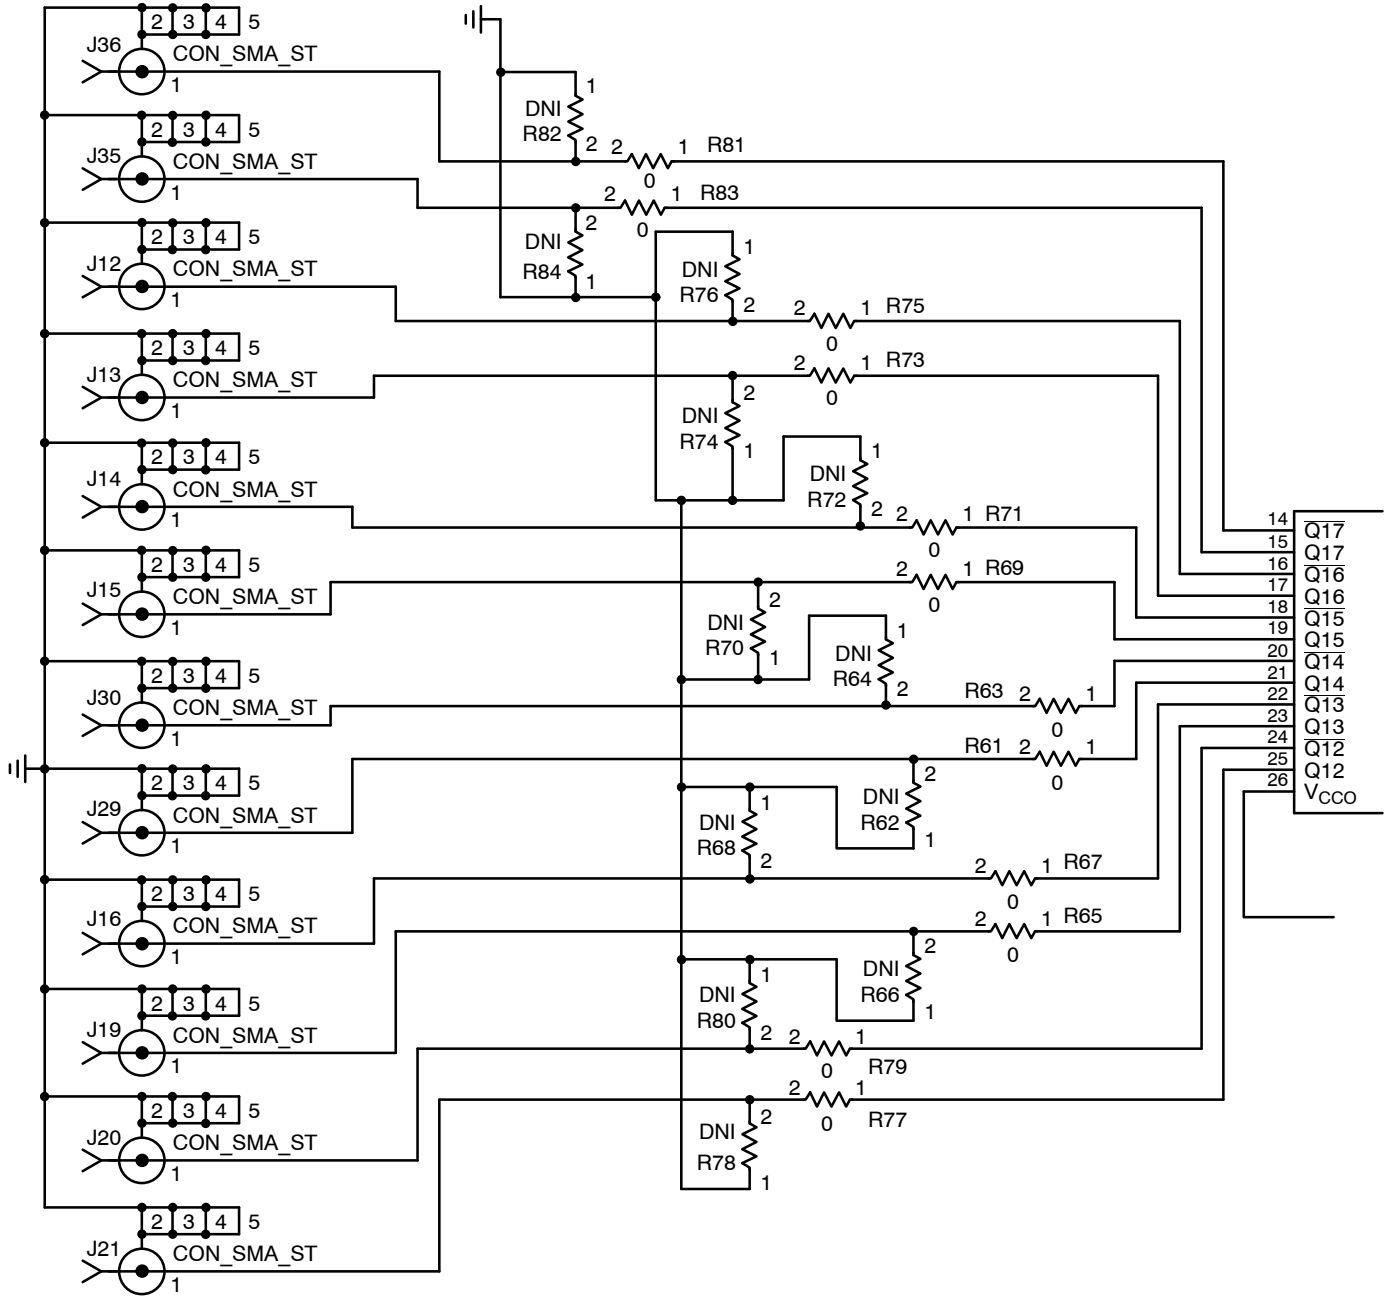 2 3 4 5
J36 CON_SMA_ST
1
2 3 4 5
J35 CON_SMA_ST
1
2 3 4 5
J12 CON_SMA_ST
1
2 3 4 5
J13 CON_SMA_ST
1
2 3 4 5
J14 CON_SMA_ST
1
2 3 4 5
J15 CON_SMA_ST
1
2 3 4 5
J30 CON_SMA_ST
1
2 3 4 5
J29 CON_SMA_ST
1
2 3 4 5
J16 CON_SMA_ST
1
2 3 4 5
J19 CON_SMA_ST
1
2 3 4 5
J20 CON_SMA_ST
1
2 3 4 5
J21 CON_SMA_ST
1
1
DNI
R82
2
2 1 R81
0
2 1 R83
0
2
DNI
R84
1
1
DNI
R76
2
2 1 R75
0
2 1 R73
0
2
DNI
R74
1
1
DNI
R72
2
2 1 R71
0
2 1 R69
0
2
DNI
R70
1
1
DNI
R64
2
R63 2 1
0
R61 2 1
0
2
DNI
R62
1
1
DNI
R68
2
2 1 R67
0
2 1 R65
0
2
DNI
R66
1
1
DNI
R80
2
2 1
R79
0
2 1
R77
0
2
DNI
R78
1
14 Q17
15 Q17
16 Q16
17 Q16
18 Q15
19 Q15
20 Q14
21 Q14
22 Q13
23 Q13
24 Q12
25 Q12
26 VCCO